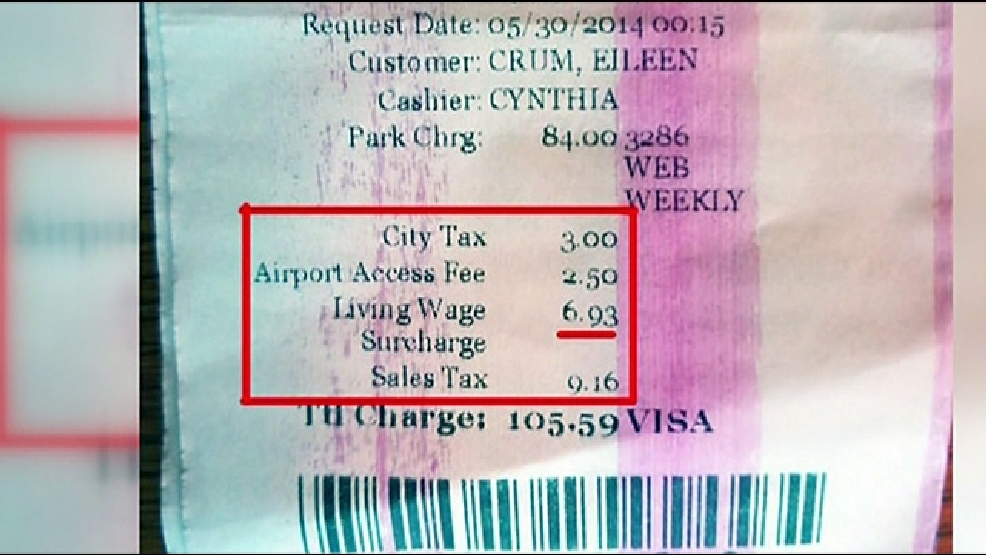 Request Date: 05/30/2014 00:15
Customer: CRUM, EILEEN
Cashier: CYNTHIA
Park Chrg: 84.00 3286
WEB
WEEKLY
City Tax 3.00
Airport Access Fee 2.50
Living Wage 6.93
Surcharge
Sales Tax 9.16
Ttl Charge: 105.59 VISA